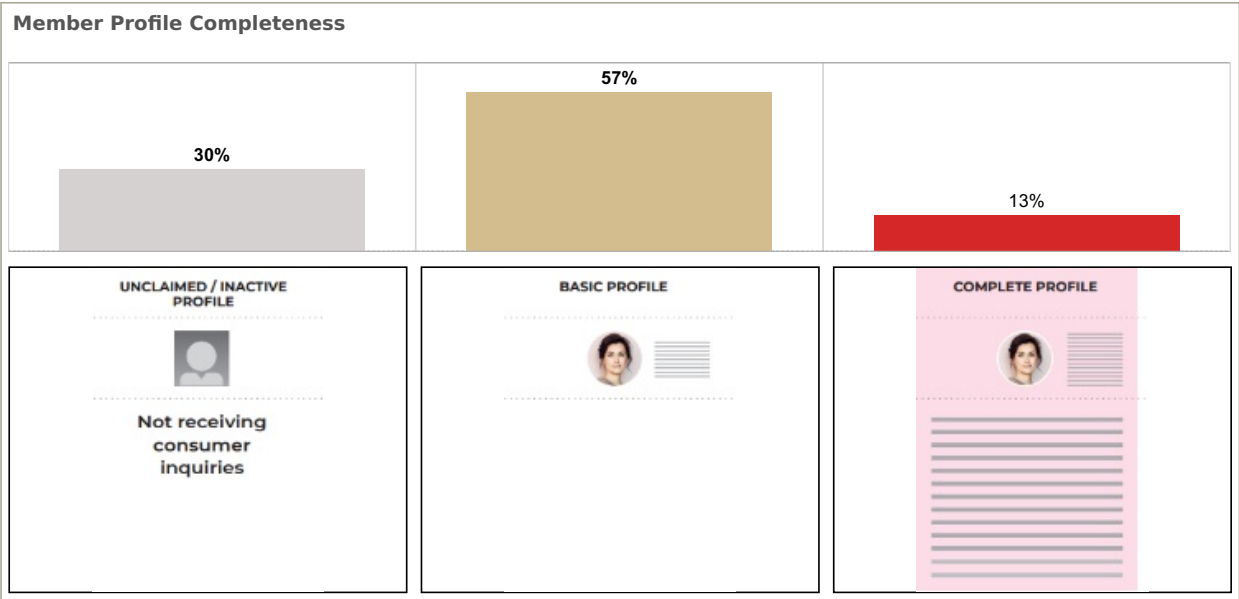 Member Profile Completeness
57%
30%
13%
UNCLAIMED / INACTIVE
PROFILE
Not receiving
consumer
inquiries
BASIC PROFILE
COMPLETE PROFILE